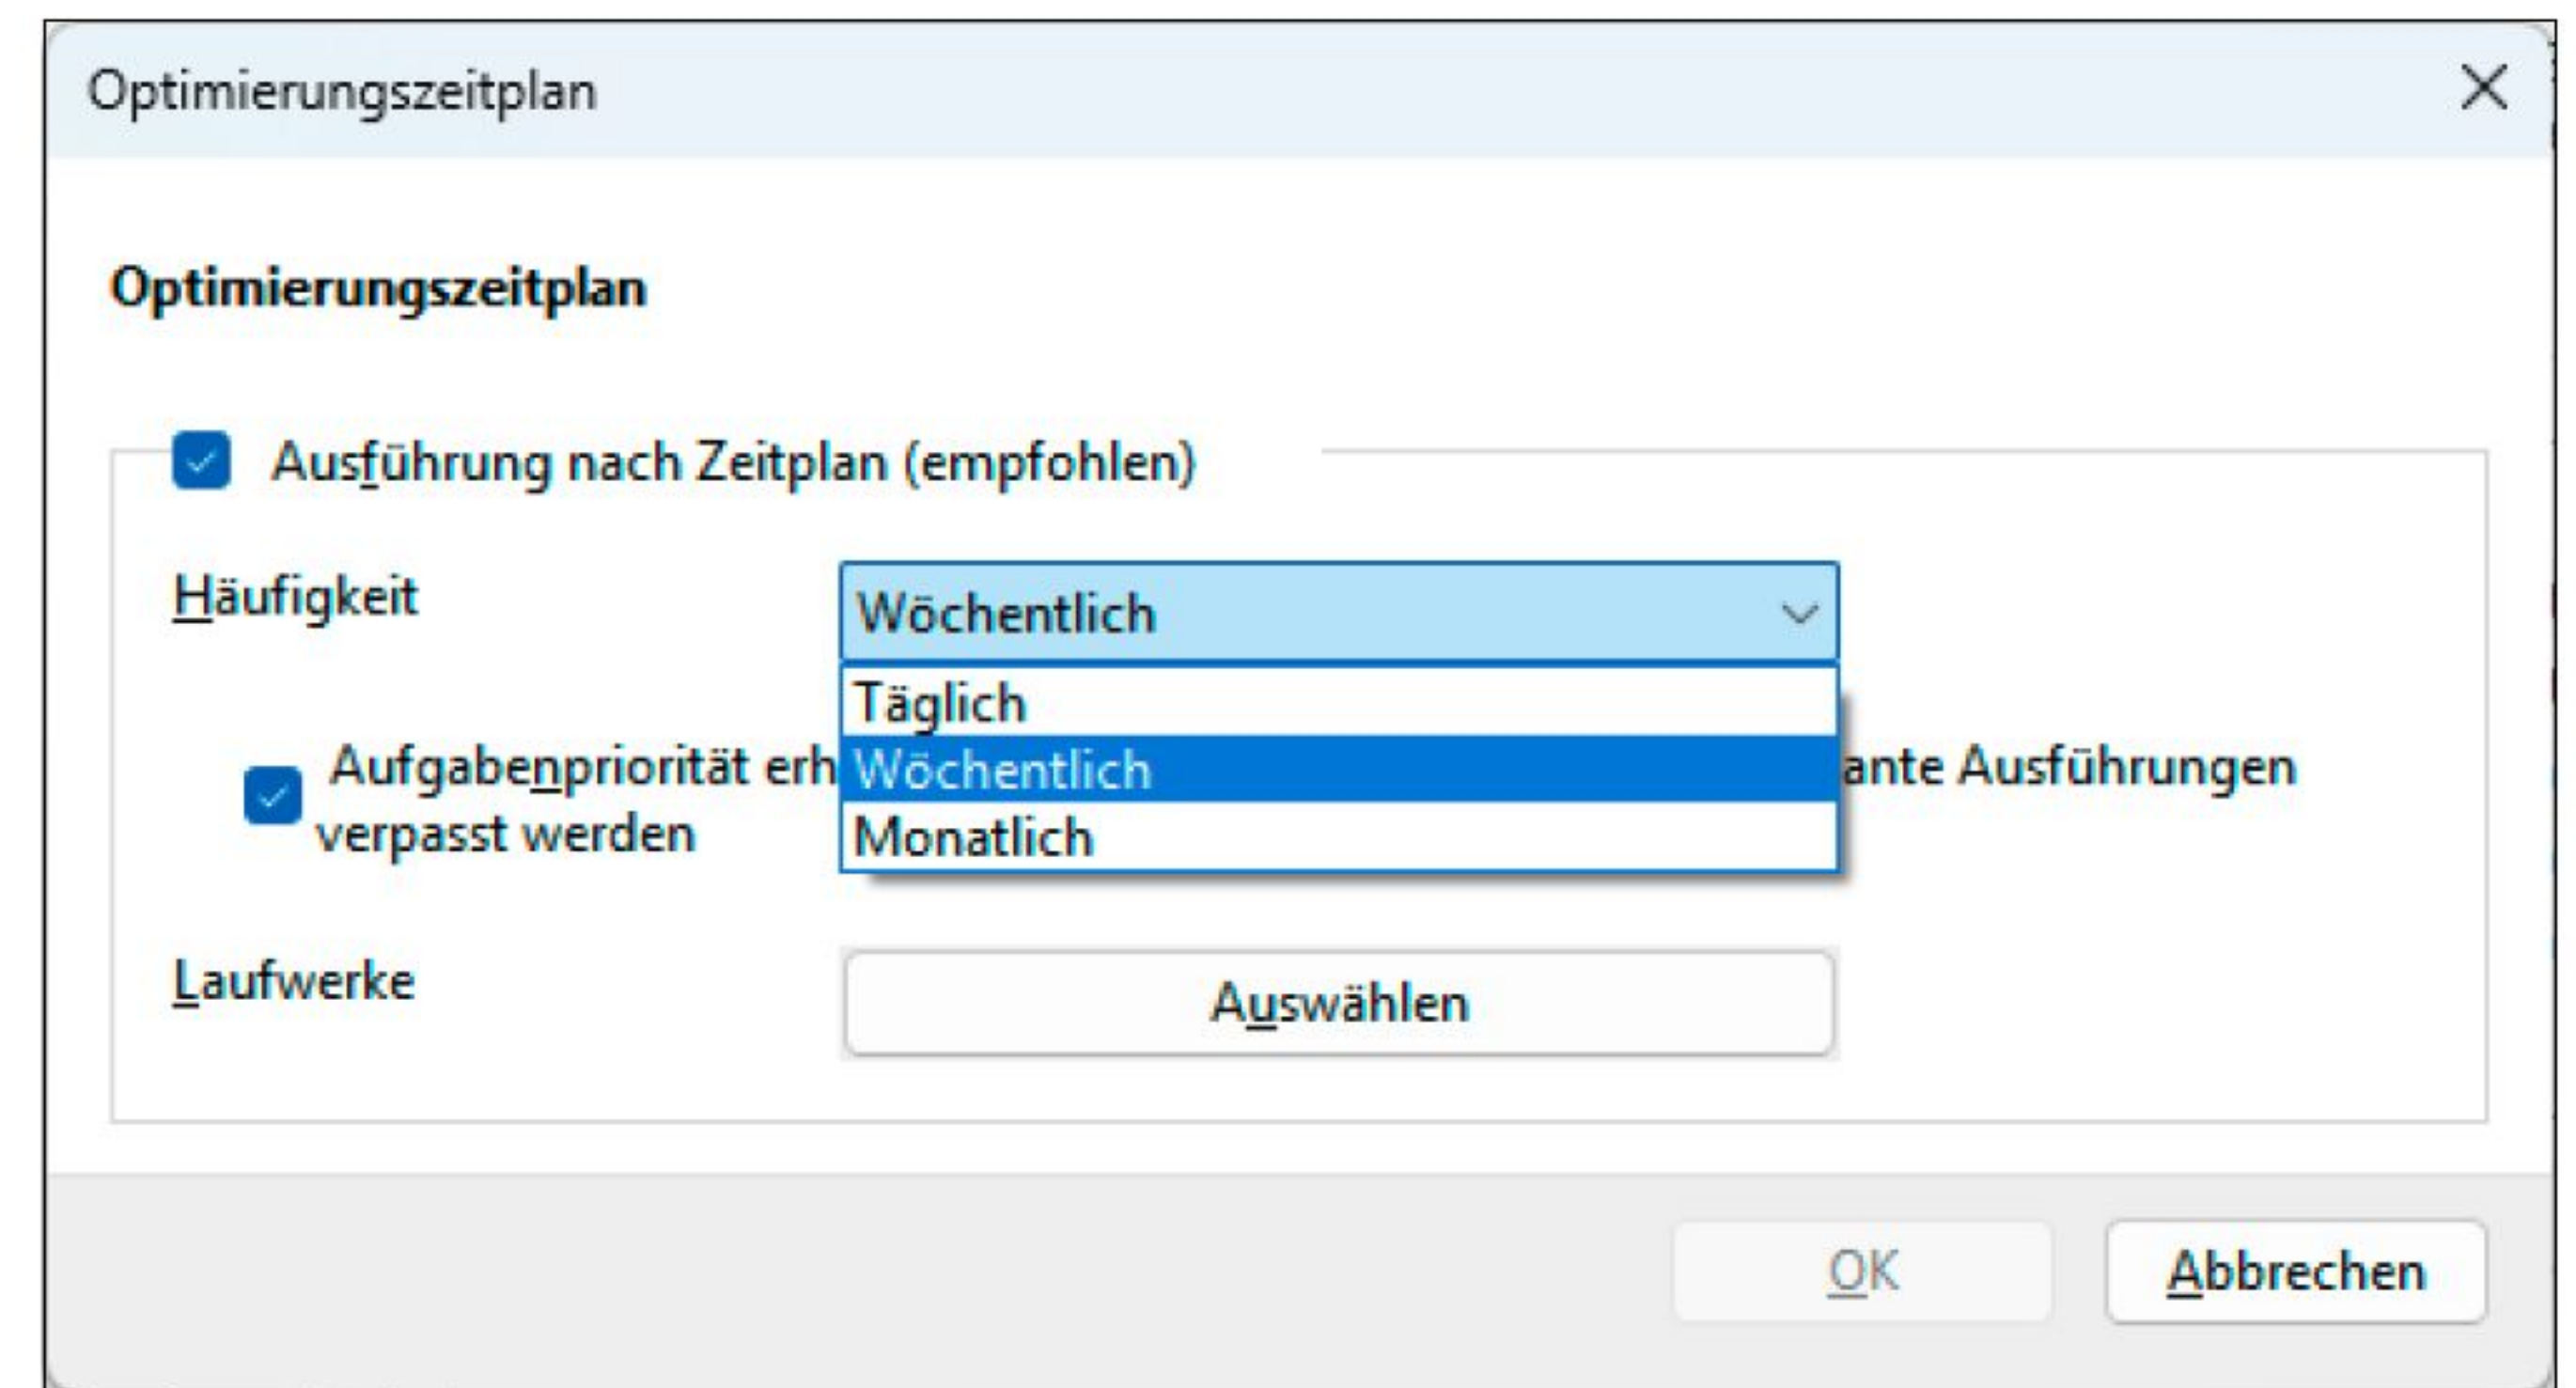 Optimierungszeitplan
Optimierungszeitplan
Ausführung nach Zeitplan (empfohlen)
Häufigkeit
Wöchentlich
Täglich
Wöchentlich
Monatlich
Aufgabenpriorität erh ante Ausführungen
verpasst werden
Laufwerke
Auswählen
OK
Abbrechen